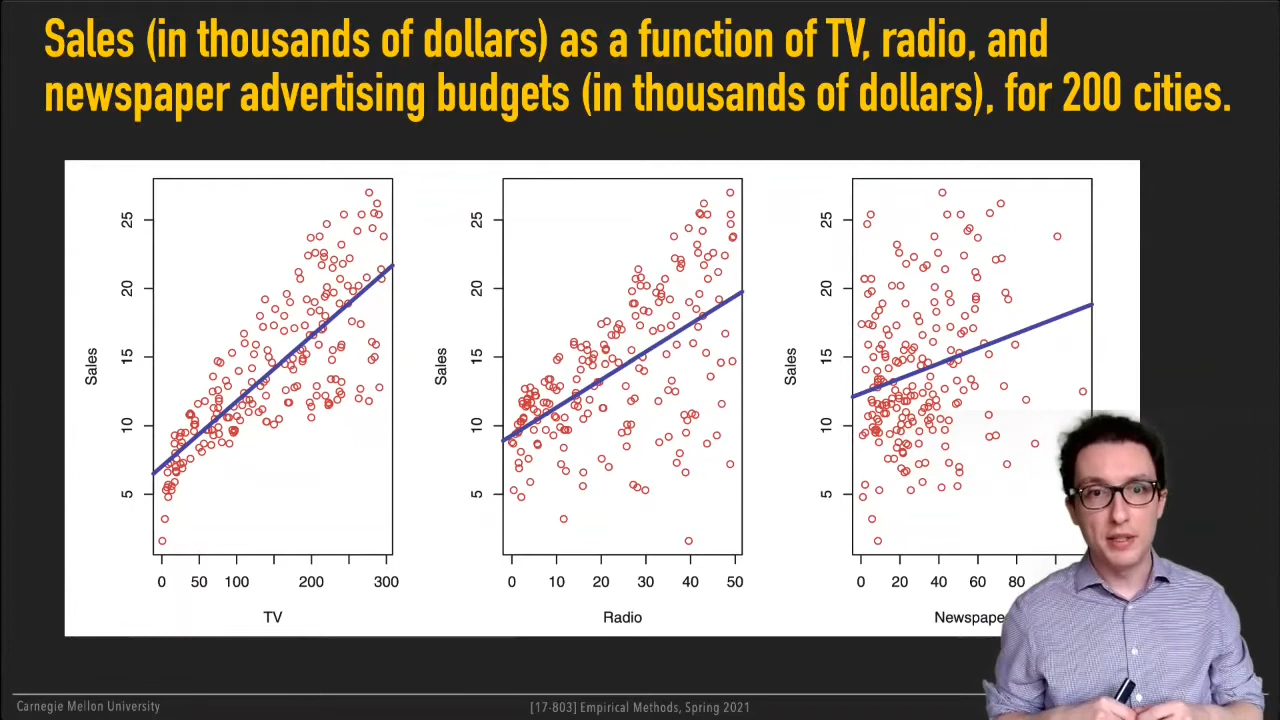 Sales (in thousands of dollars) as a function of TV, radio, and
newspaper advertising budgets (in thousands of dollars), for 200 cities.
Sales
5
10
15
20
25
0 50 100 200 300
TV
Sales
5
10
15
20
25
0 10 20 30 40 50
Radio
Sales
5
10
15
20
25
0 20 40 60 80
Newspape
Carnegie Mellon University
[17-803] Empirical Methods, Spring 2021